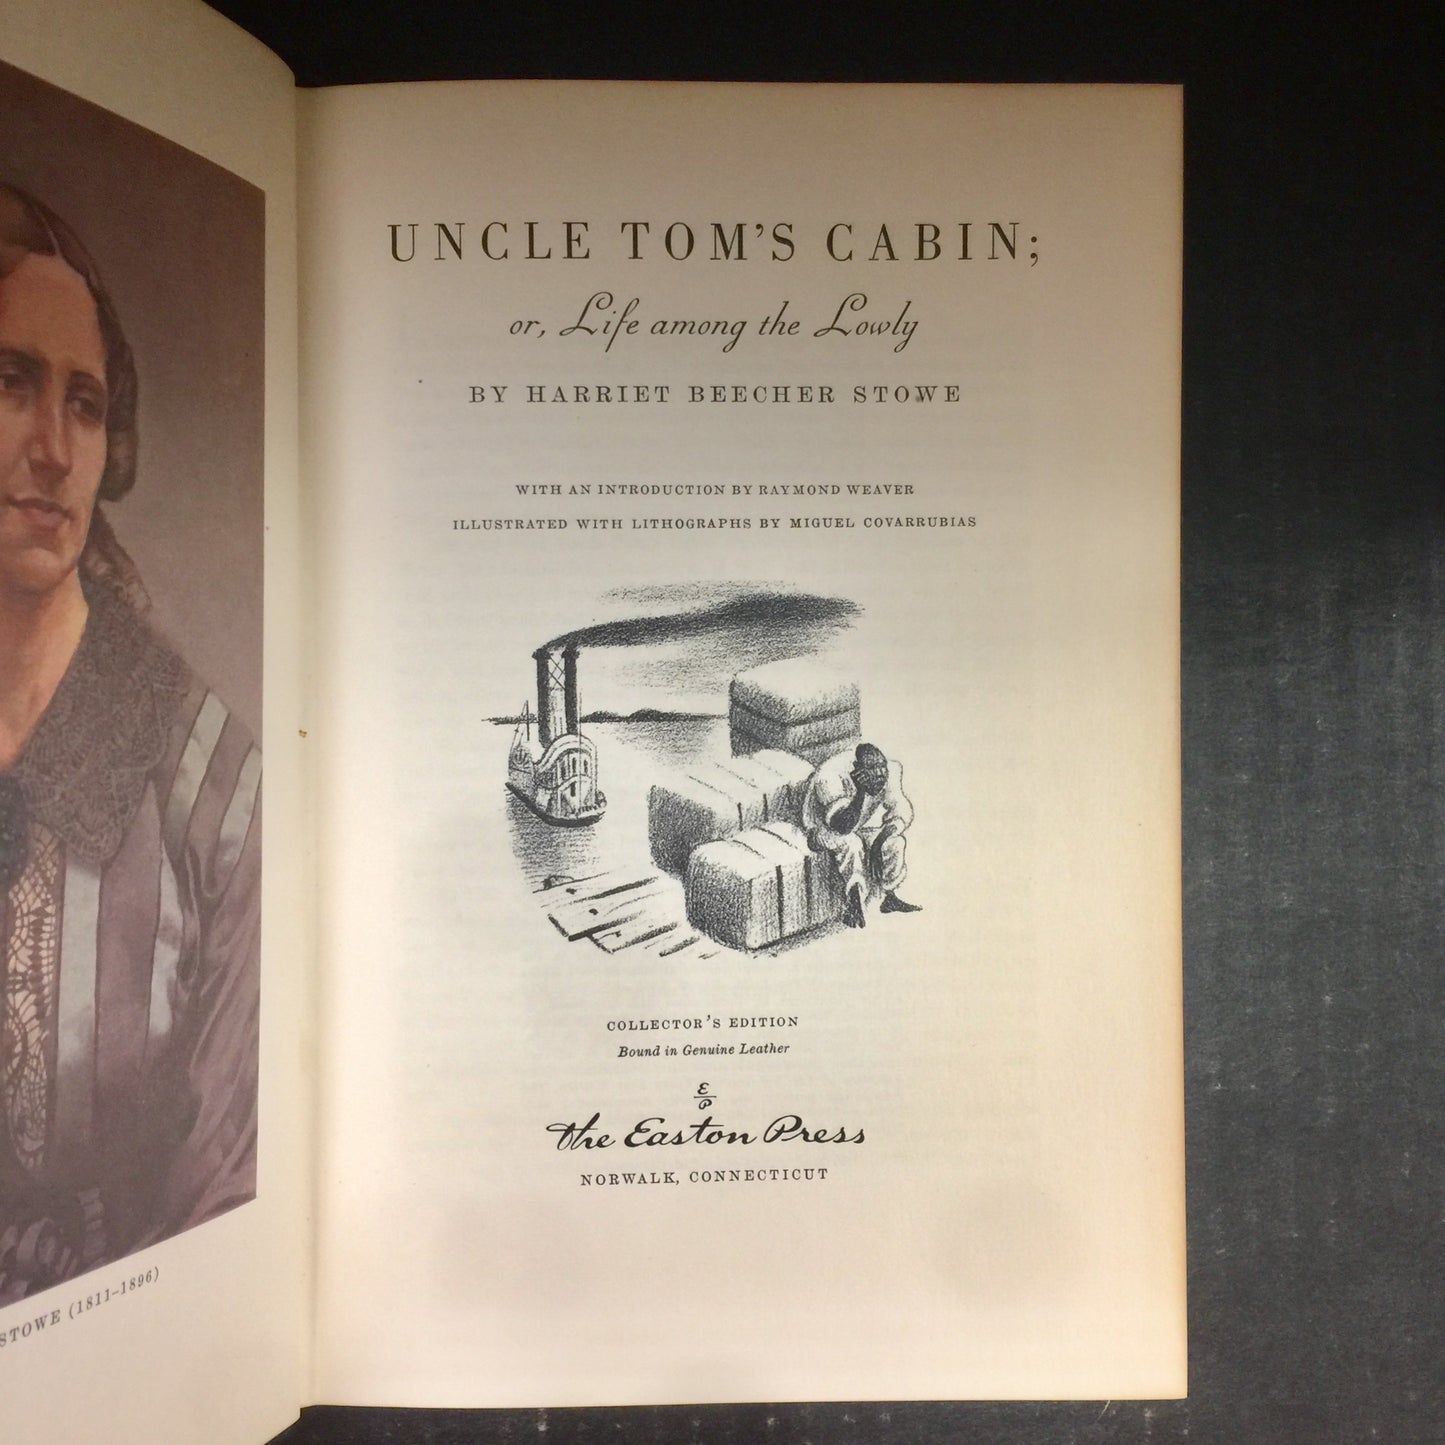 UNCLE TOM'S CABIN;
or, Life among the Lowly
BY HARRIET BEECHER STOWE
WITH AN INTRODUCTION BY RAYMOND WEAVER
ILLUSTRATED WITH LITHOGRAPHS BY MIGUEL COVARRUBIAS
COLLECTOR'S EDITION
Bound in Genuine Leather
E
P
The Easton Press
NORWALK, CONNECTICUT
STOWE (1811–1896)